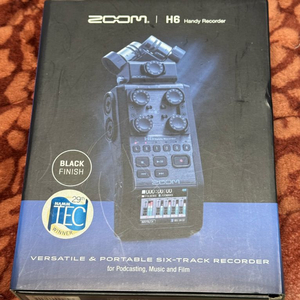 ZOOM | H6 Handy Recorder
BLACK
FINISH
29th
TEC
WINNER
VERSATILE & PORTABLE SIX-TRACK RECORDER
for Podcasting, Music and Film